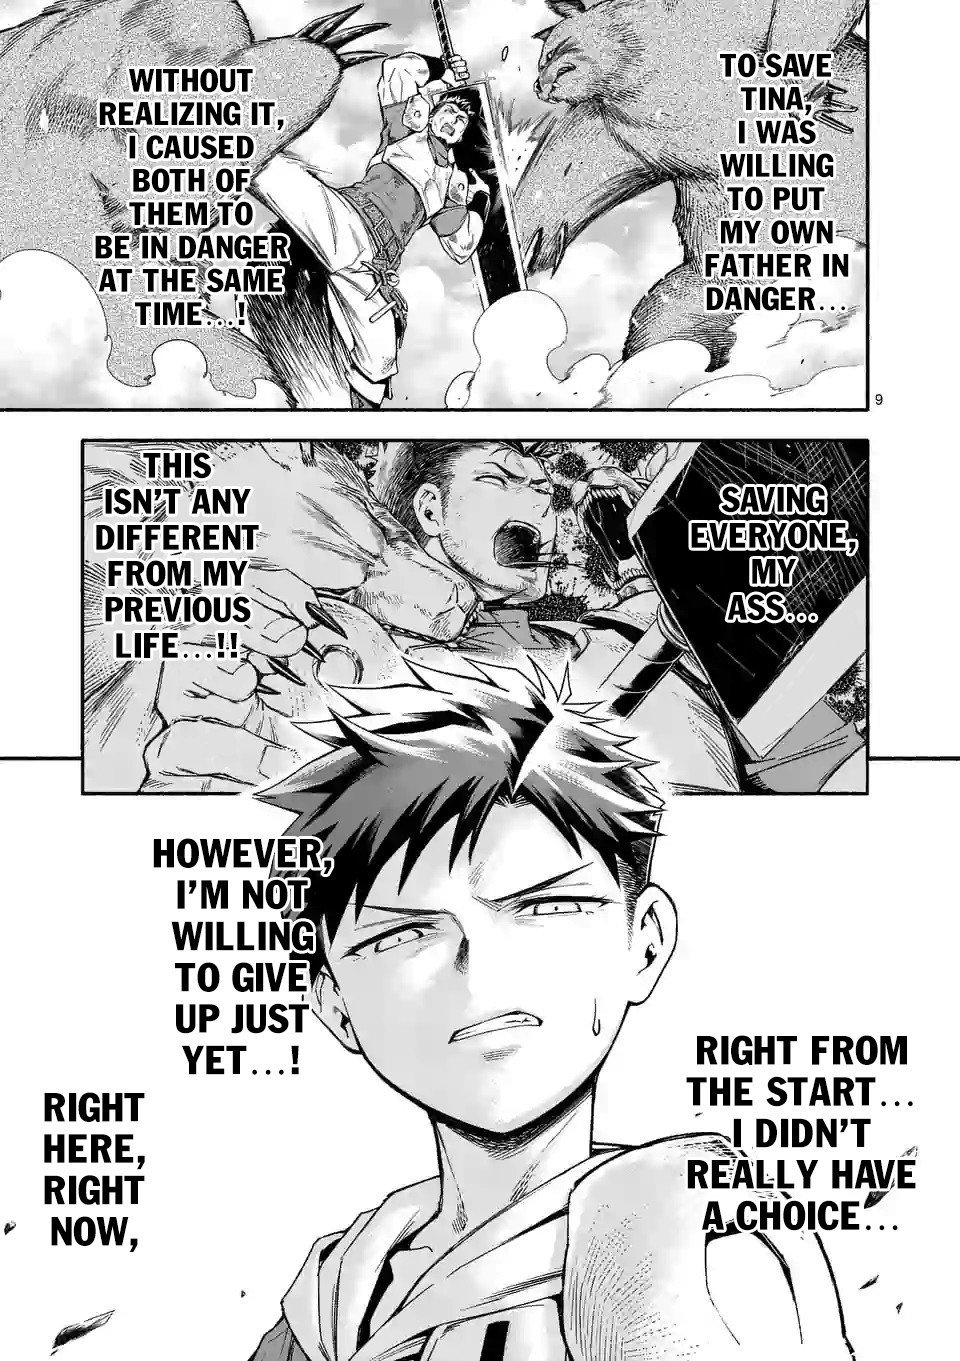 TO SAVE
TINA,
I WAS
WILLING
TO PUT
MY OWN
FATHER IN
DANGER...
WITHOUT
REALIZING IT,
I CAUSED
BOTH OF
THEM TO
BE IN DANGER
AT THE SAME
TIME...!
9
SAVING
EVERYONE,
MY
ASS...
THIS
ISN'T ANY
DIFFERENT
FROM MY
PREVIOUS
LIFE...!!
HOWEVER,
I'M NOT
WILLING
TO GIVE
UP JUST
YET...!
RIGHT FROM
THE START...
I DIDN'T
REALLY HAVE
A CHOICE...
RIGHT
HERE,
RIGHT
NOW,